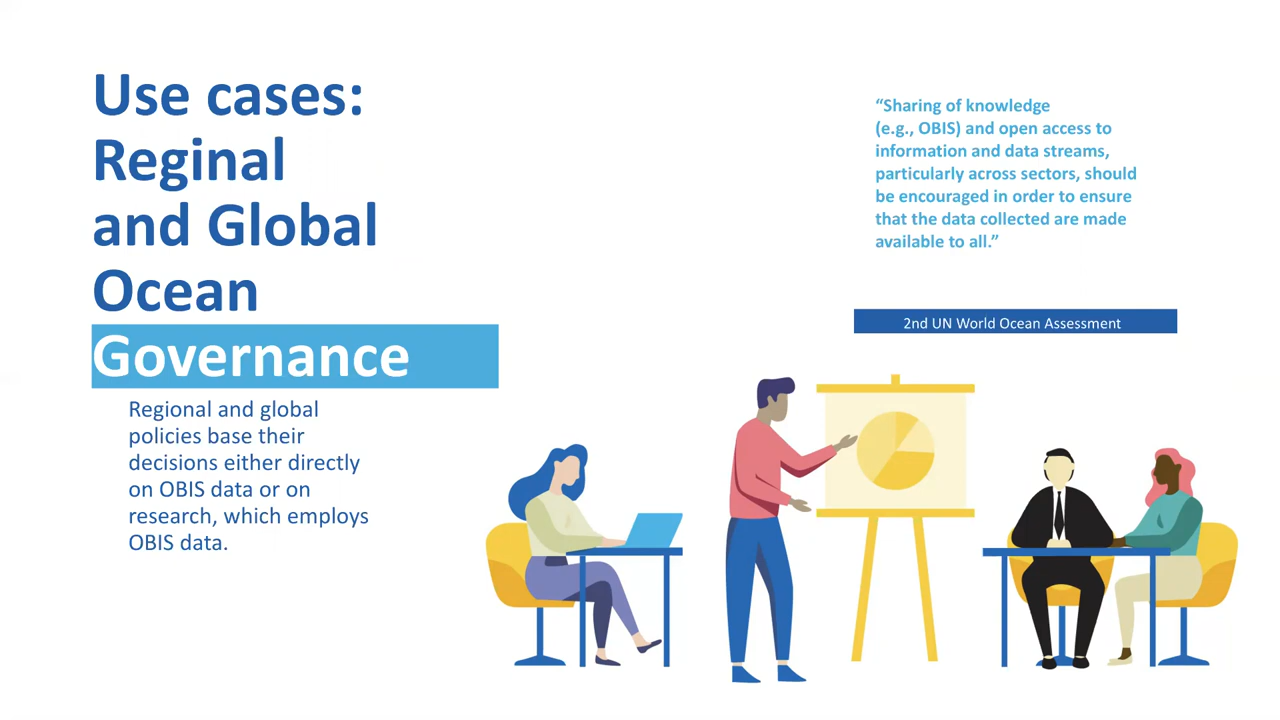 Use cases:
Reginal
and Global
Ocean
Governance
Regional and global
policies base their
decisions either directly
on OBIS data or on
research, which employs
OBIS data.
“Sharing of knowledge
(e.g., OBIS) and open access to
information and data streams,
particularly across sectors, should
be encouraged in order to ensure
that the data collected are made
available to all.”
2nd UN World Ocean Assessment